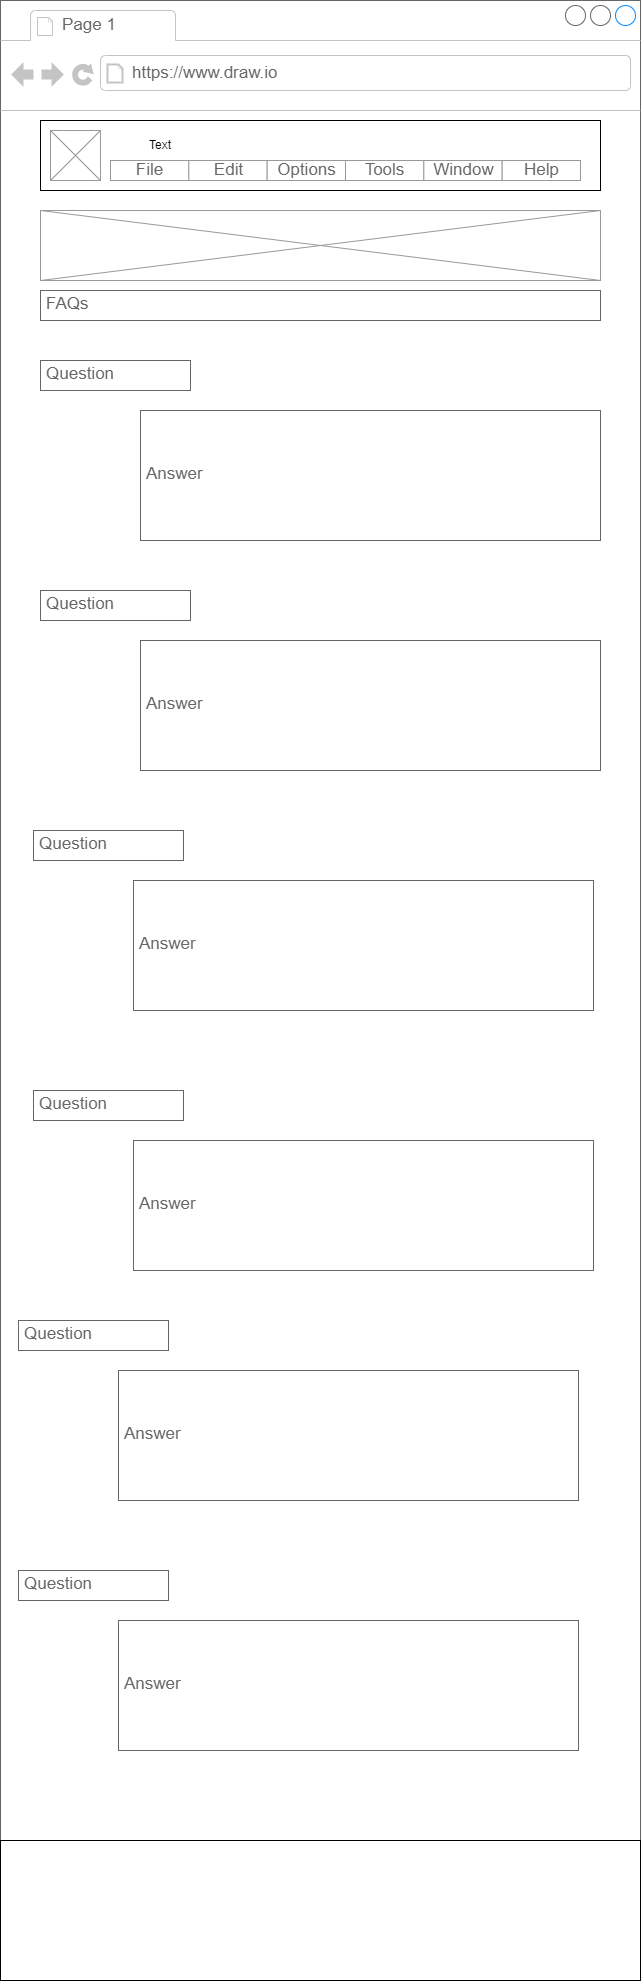 Page 1
https://www.draw.io
Text
File Edit Options Tools Window Help
FAQs
Question
Answer
Question
Answer
Question
Answer
Question
Answer
Question
Answer
Question
Answer